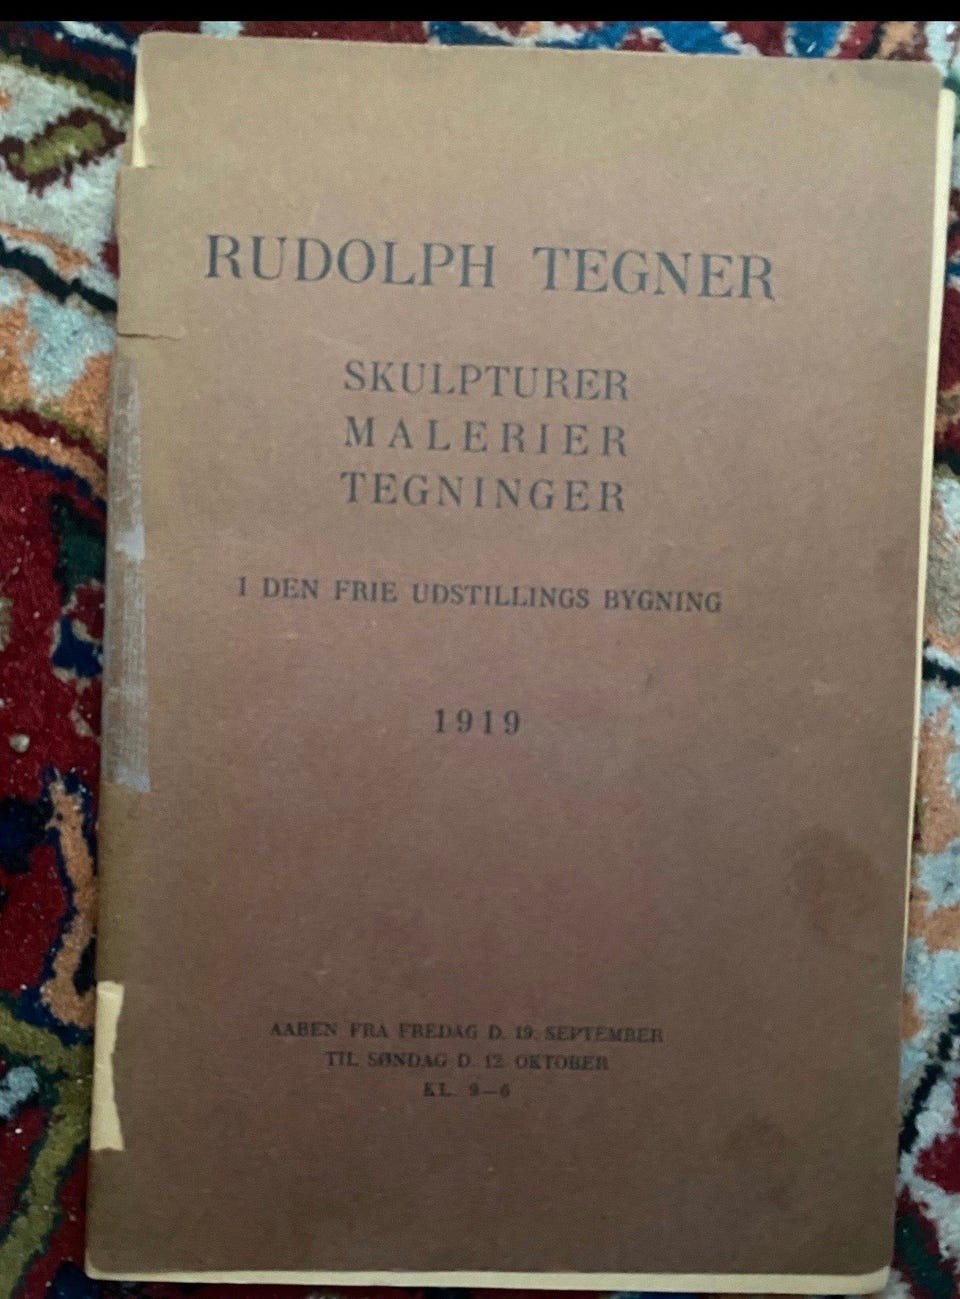 RUDOLPH TEGNER
SKULPTURER
MALERIER
TEGNINGER
I DEN FRIE UDSTILLINGS BYGNING
1919
AABEN FRA FREDAG D. 19. SEPTEMBER
TIL SØNDAG D. 12. OKTOBER
KL. 9—6